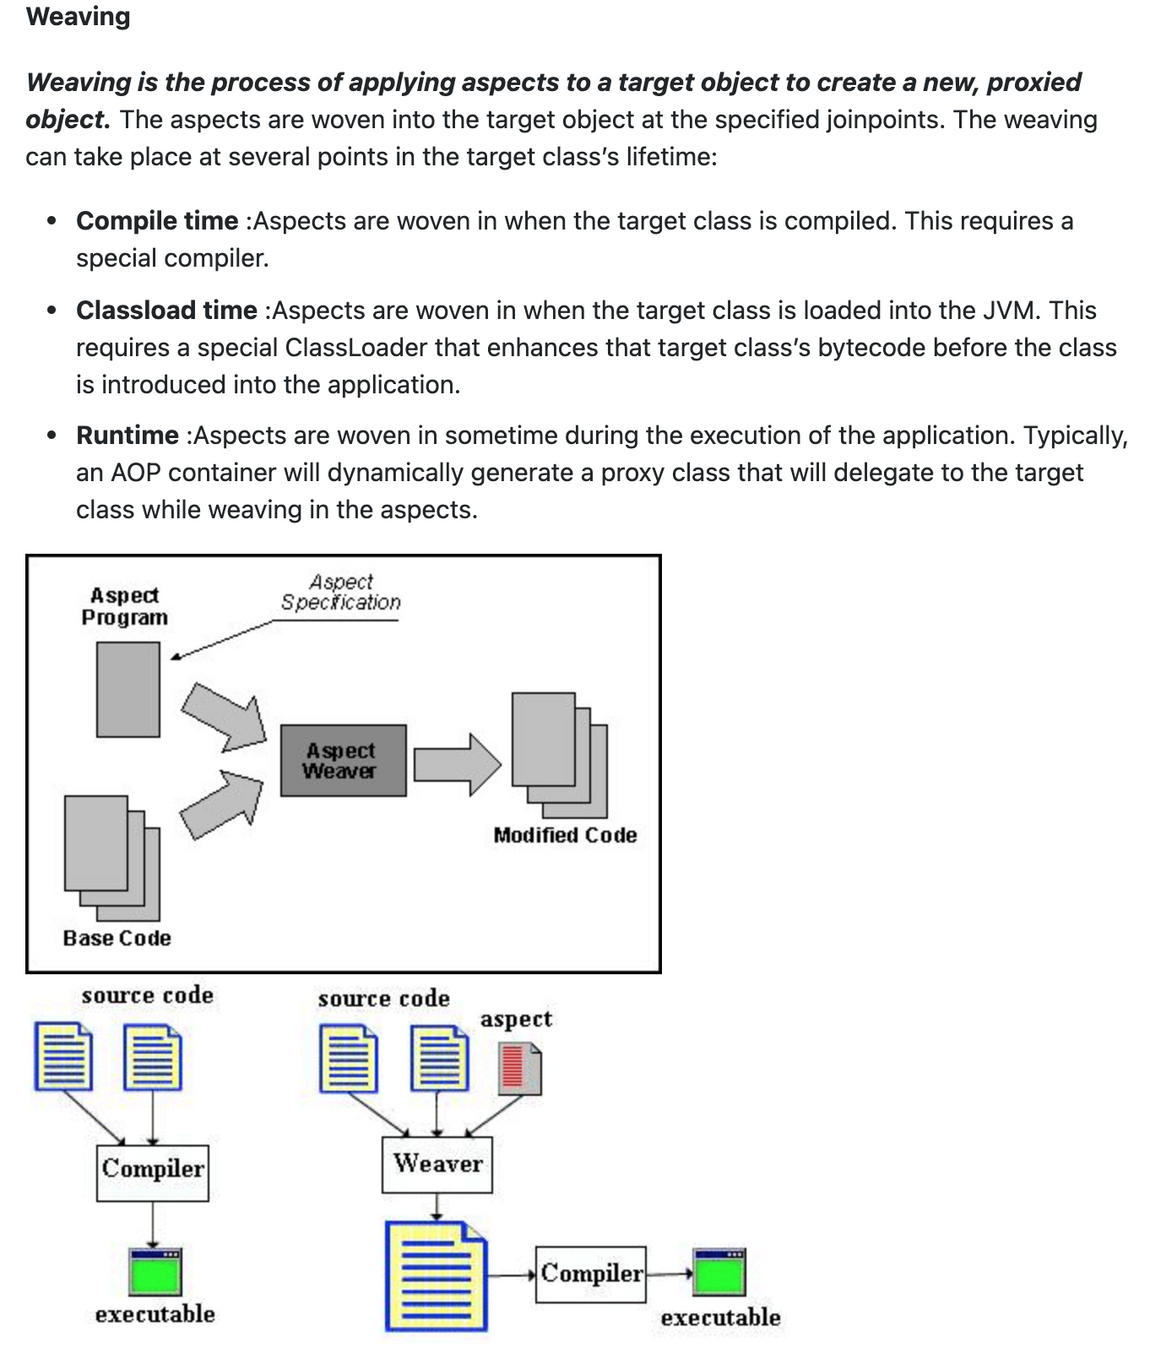 Weaving
Weaving is the process of applying aspects to a target object to create a new, proxied
object. The aspects are woven into the target object at the specified joinpoints. The weaving
can take place at several points in the target class’s lifetime:
• Compile time :Aspects are woven in when the target class is compiled. This requires a
special compiler.
• Classload time :Aspects are woven in when the target class is loaded into the JVM. This
requires a special ClassLoader that enhances that target class’s bytecode before the class
is introduced into the application.
• Runtime :Aspects are woven in sometime during the execution of the application. Typically,
an AOP container will dynamically generate a proxy class that will delegate to the target
class while weaving in the aspects.
Aspect
Program
Aspect
Specification
Aspect
Weaver
Modified Code
Base Code
source code
Compiler
executable
source code
aspect
Weaver
Compiler
executable